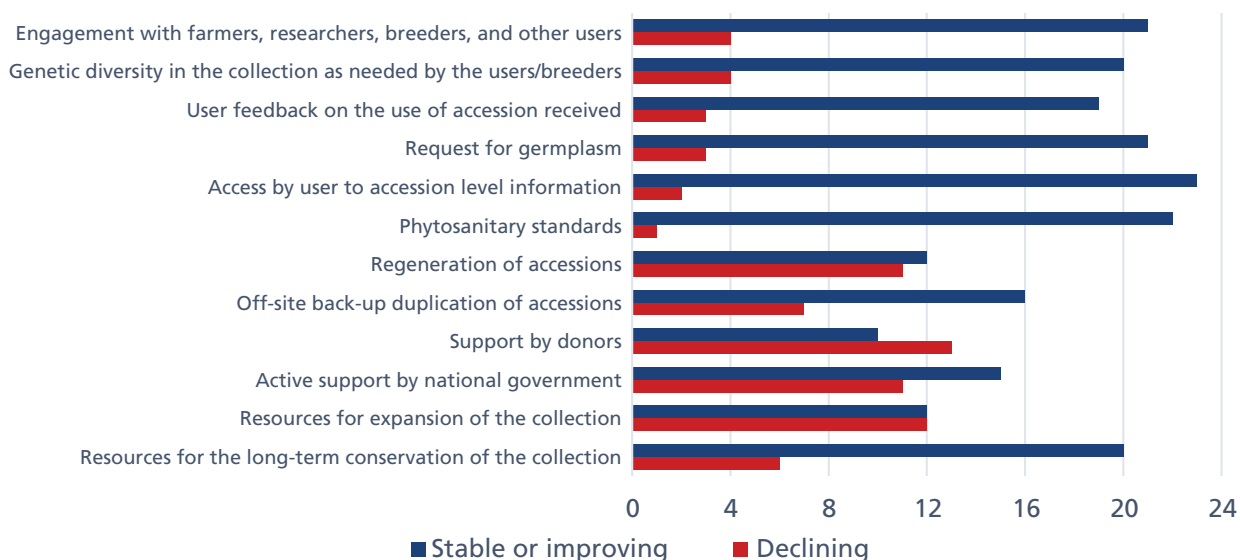 Engagement with farmers, researchers, breeders, and other users
Genetic diversity in the collection as needed by the users/breeders
User feedback on the use of accession received
Request for germplasm
Access by user to accession level information
Phytosanitary standards
Regeneration of accessions
Off-site back-up duplication of accessions
Support by donors
Active support by national government
Resources for expansion of the collection
Resources for the long-term conservation of the collection
0 4 8 12 16 20 24
Stable or improving Declining